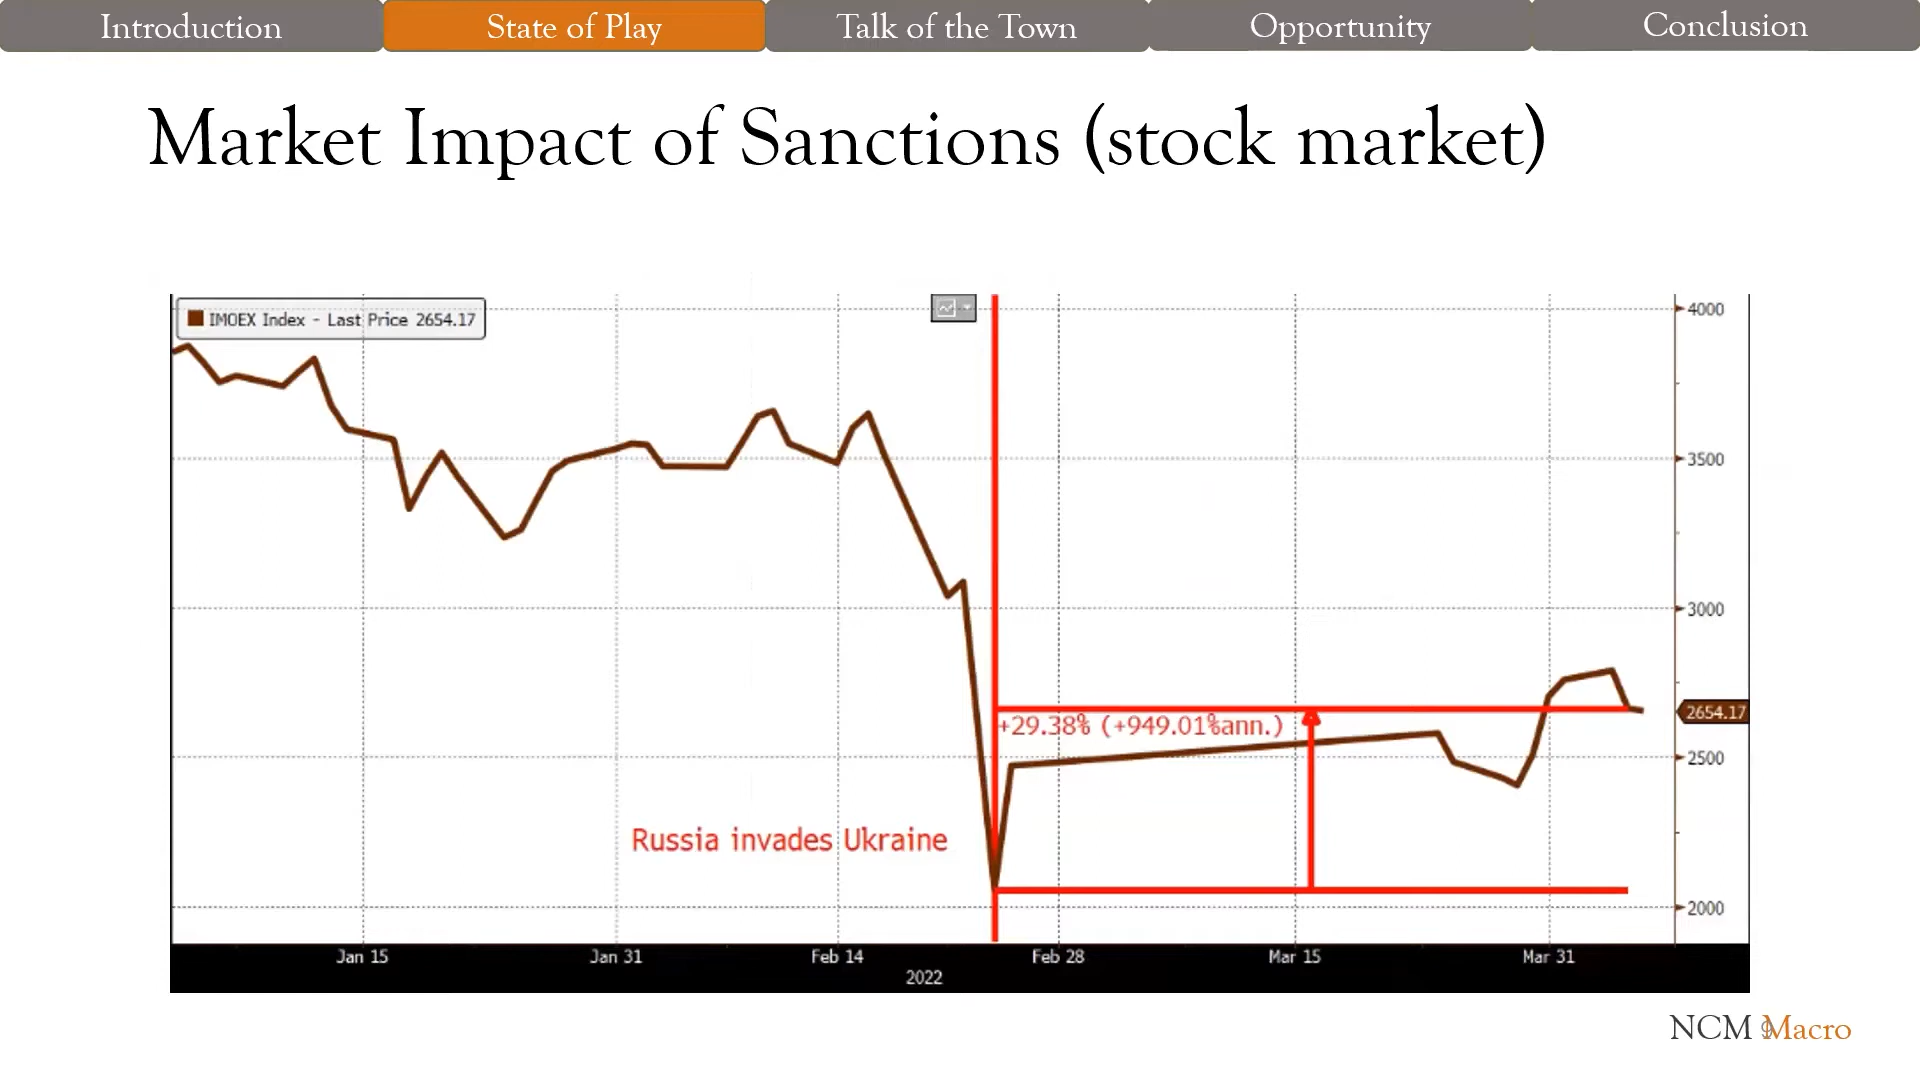 Introduction
State of Play
Talk of the Town
Opportunity
Conclusion
Market Impact of Sanctions (stock market)
IMOEX Index - Last Price 2654.17
4000
3500
3000
+29.38% (+949.01%ann.)
2654.17
2500
Russia invades Ukraine
2000
Jan 15
Jan 31
Feb 14
Feb 28
Mar 15
Mar 31
2022
NCM Macro
9